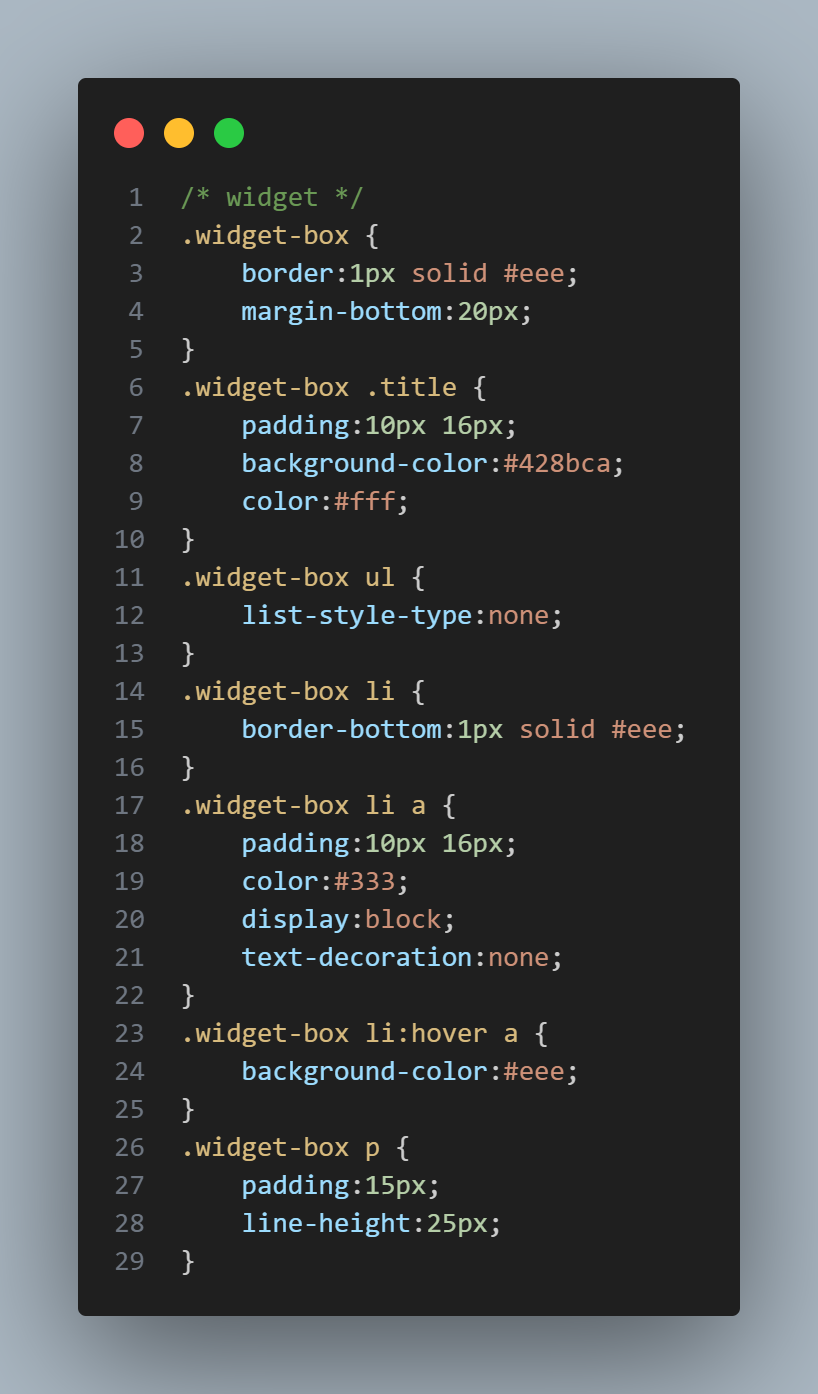 1 /* widget */
2 .widget-box {
3     border:1px solid #eee;
4     margin-bottom:20px;
5 }
6 .widget-box .title {
7     padding:10px 16px;
8     background-color:#428bca;
9     color:#fff;
10 }
11 .widget-box ul {
12     list-style-type:none;
13 }
14 .widget-box li {
15     border-bottom:1px solid #eee;
16 }
17 .widget-box li a {
18     padding:10px 16px;
19     color:#333;
20     display:block;
21     text-decoration:none;
22 }
23 .widget-box li:hover a {
24     background-color:#eee;
25 }
26 .widget-box p {
27     padding:15px;
28     line-height:25px;
29 }